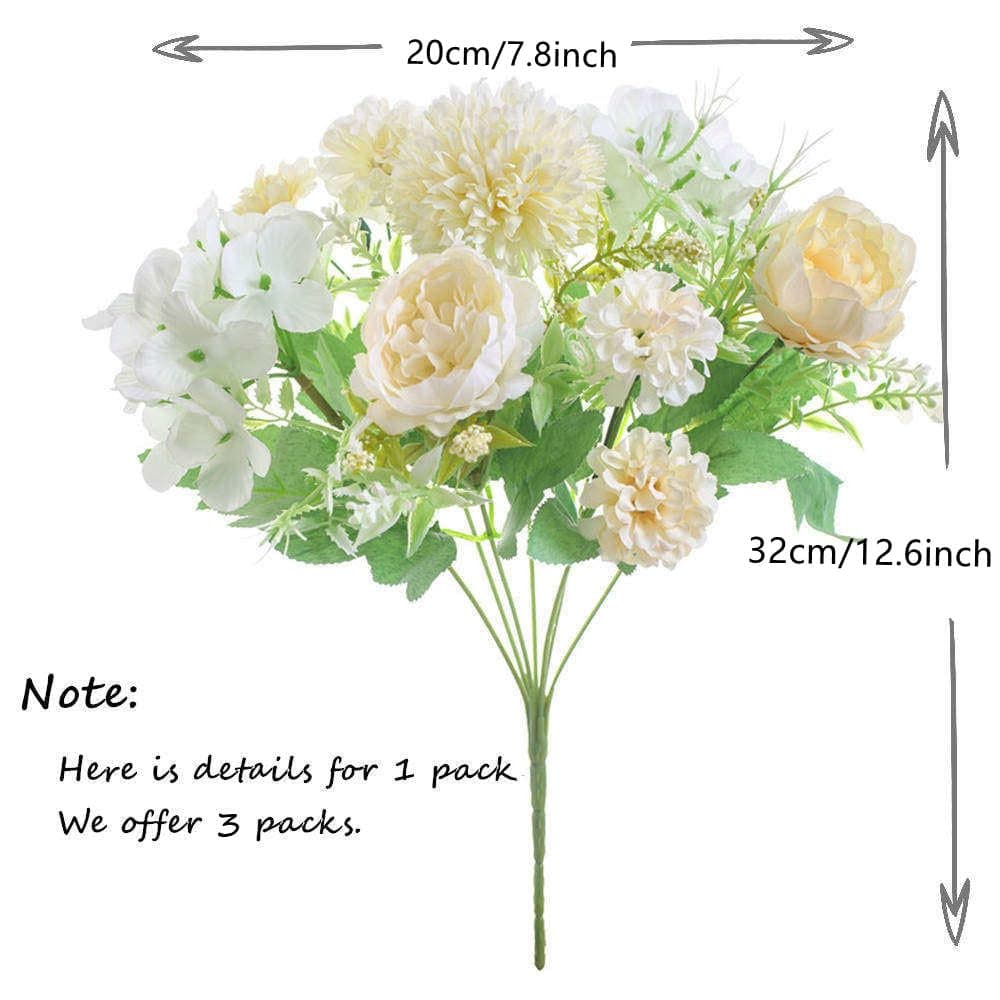 20cm/7.8inch
32cm/12.6inch
Note:
Here is details for 1 pack
We offer 3 packs.